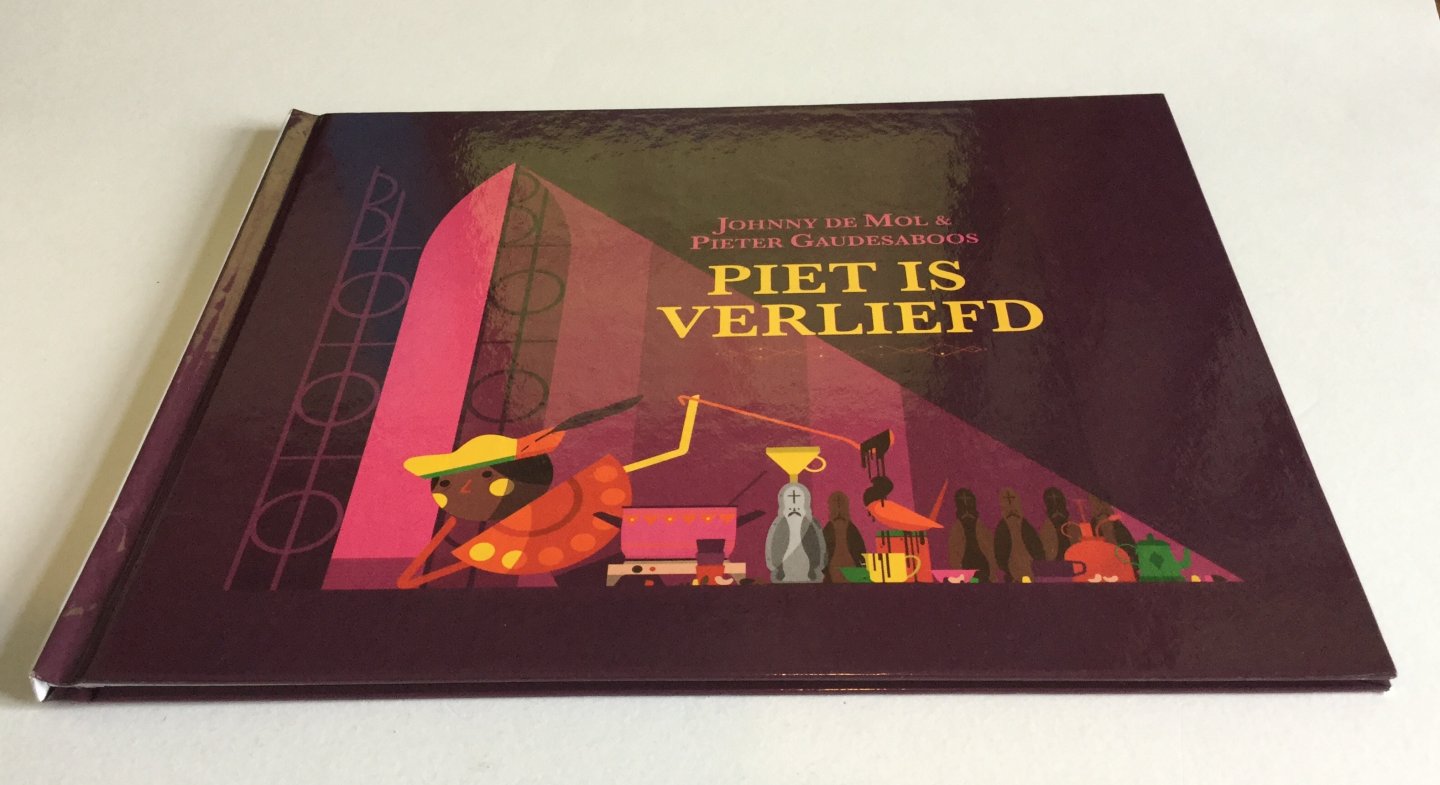 JOHNNY DE MOL &
PIETER GAUDESABOOS
PIET IS
VERLIEFD